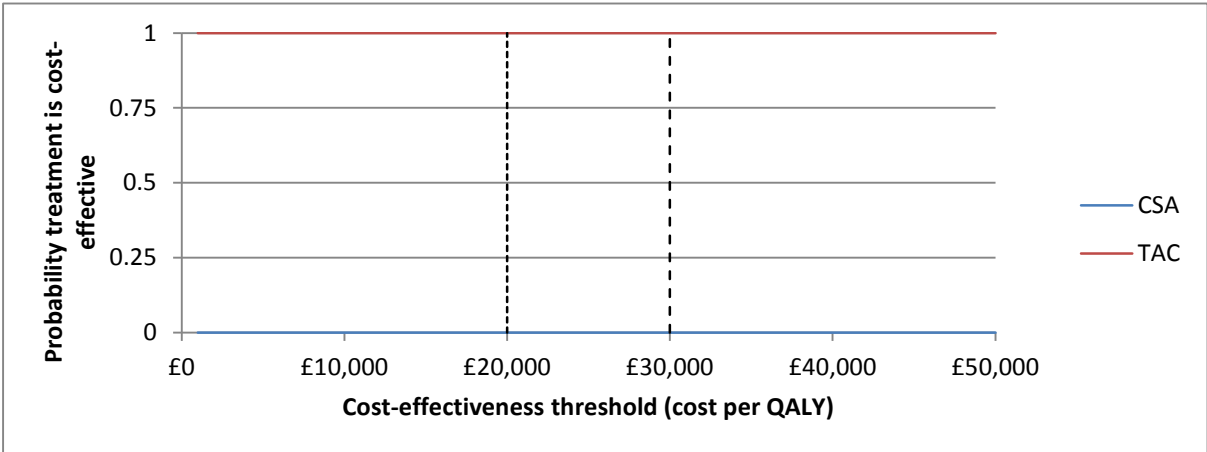 Probability treatment is cost-
effective
1
0.75
0.5
0.25
0
£0 £10,000 £20,000 £30,000 £40,000 £50,000
Cost-effectiveness threshold (cost per QALY)
CSA
TAC